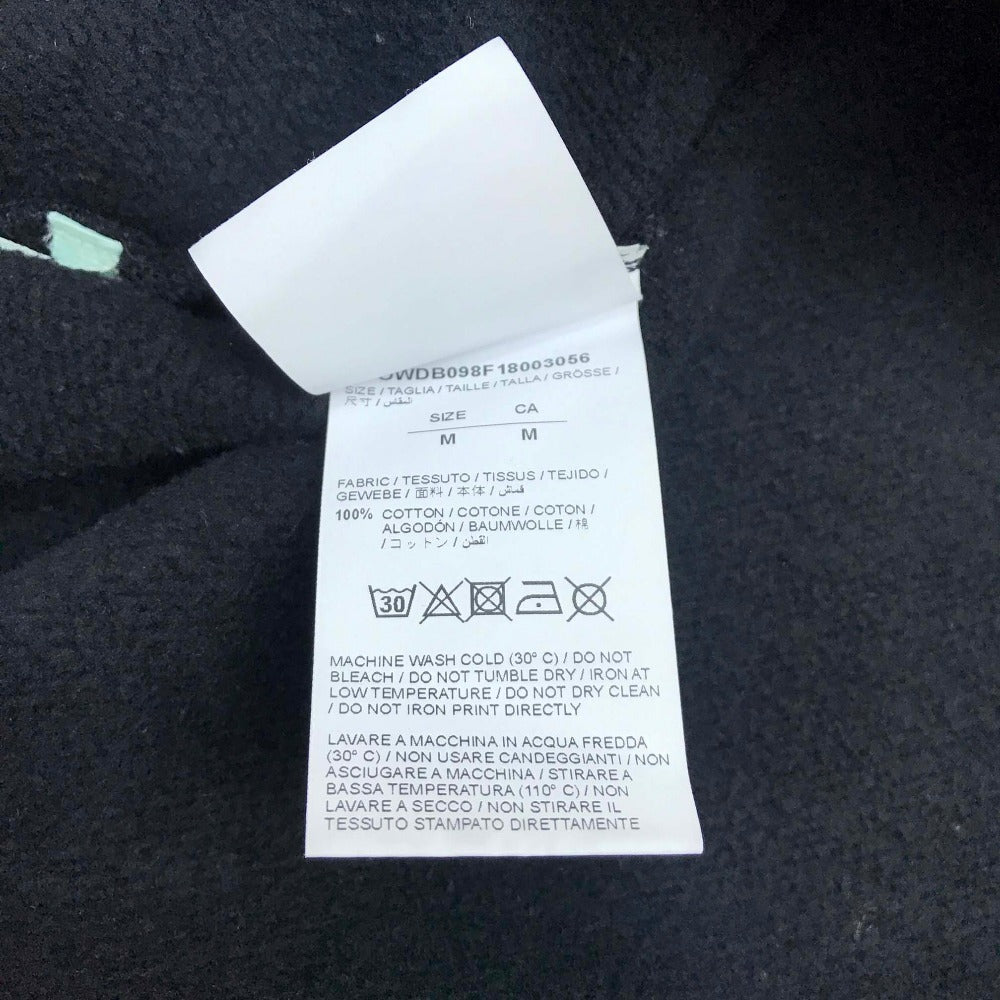 OWDB098F18003056
SIZE / TAGLIA / TAILLE / TALLA / GRÖSSE /
尺寸 / المقاس
SIZE CA
M M
FABRIC / TESSUTO / TISSUS / TEJIDO /
GEWEBE / 面料 / 本体 / قماش
100% COTTON / COTONE / COTON /
ALGODÓN / BAUMWOLLE / 棉
/ コットン / القطن
30
MACHINE WASH COLD (30° C) / DO NOT
BLEACH / DO NOT TUMBLE DRY / IRON AT
LOW TEMPERATURE / DO NOT DRY CLEAN
/ DO NOT IRON PRINT DIRECTLY
LAVARE A MACCHINA IN ACQUA FREDDA
(30° C) / NON USARE CANDEGGIANTI / NON
ASCIUGARE A MACCHINA / STIRARE A
BASSA TEMPERATURA (110° C) / NON
LAVARE A SECCO / NON STIRARE IL
TESSUTO STAMPATO DIRETTAMENTE